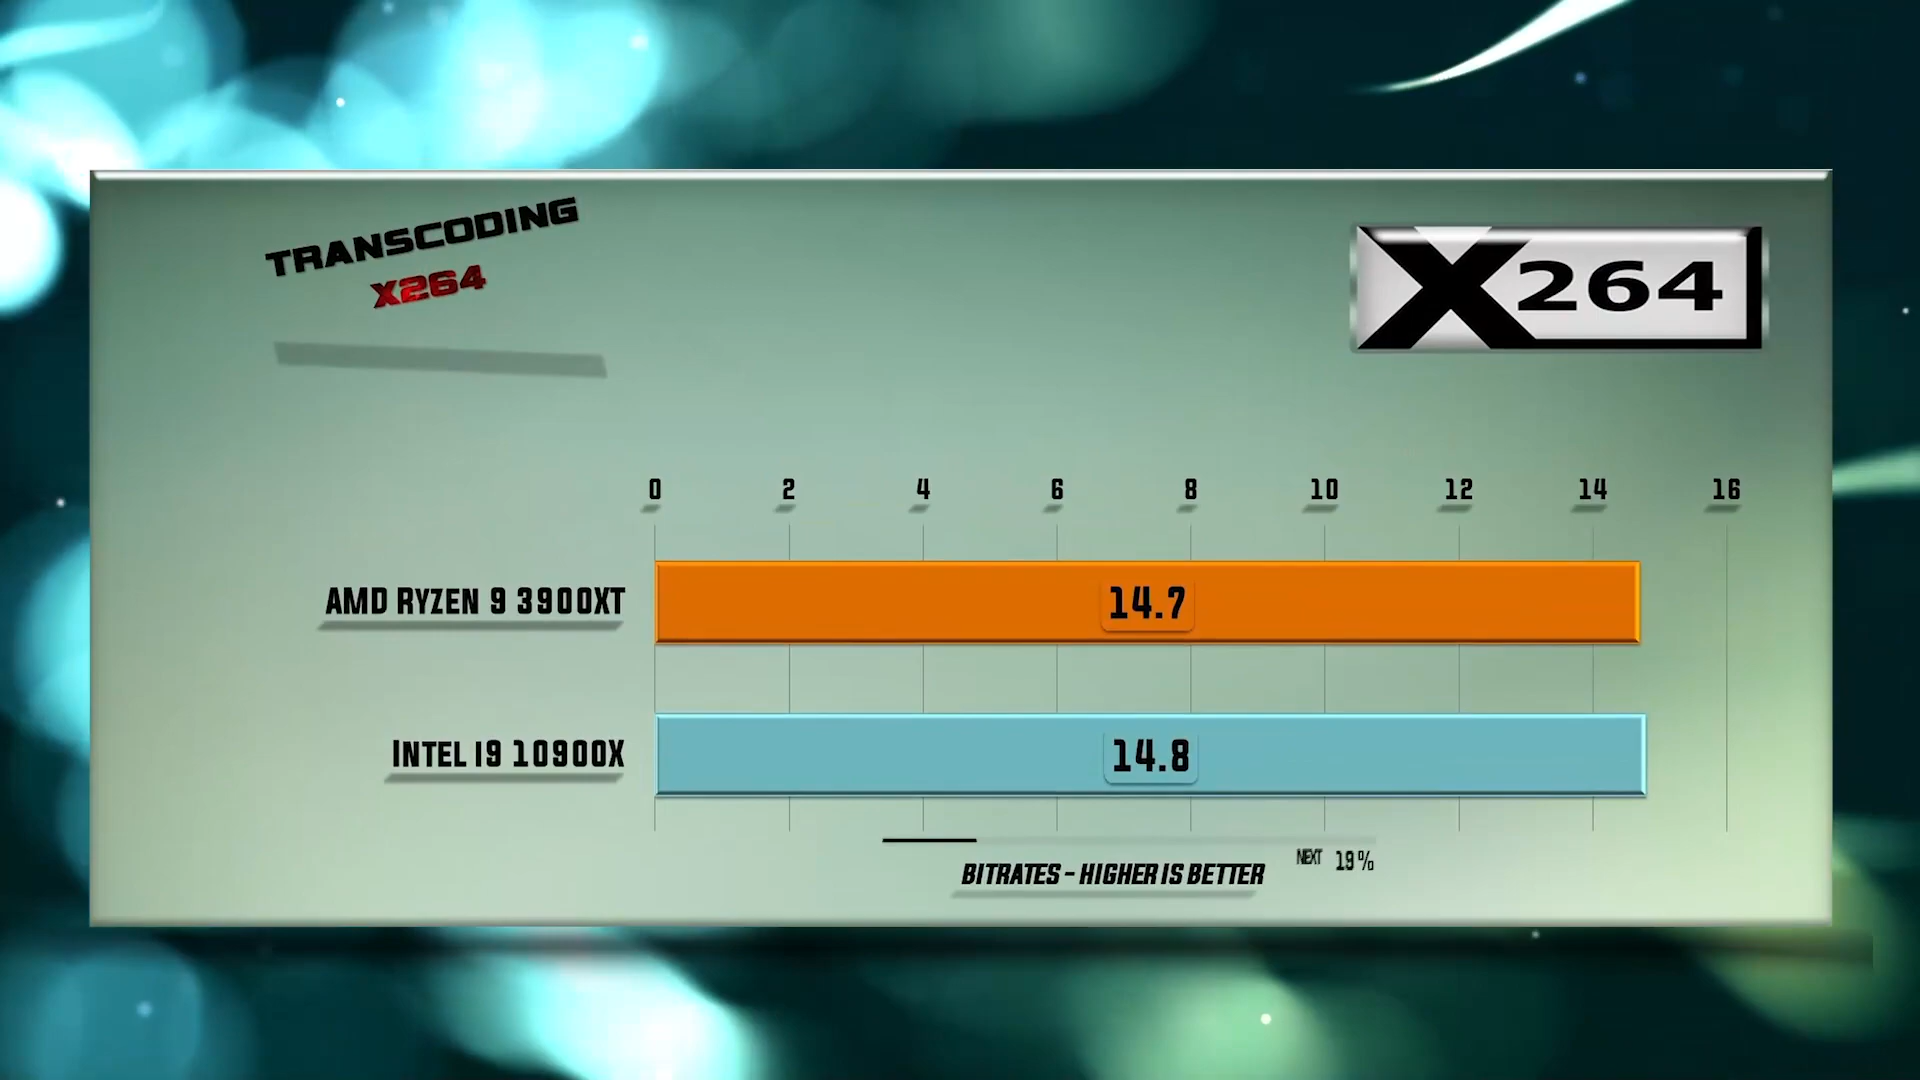 TRANSCODING
X264
X264
0 2 4 6 8 10 12 14 16
AMD RYZEN 9 3900XT
14.7
INTEL I9 10900X
14.8
BITRATES - HIGHER IS BETTER
NEXT 19%